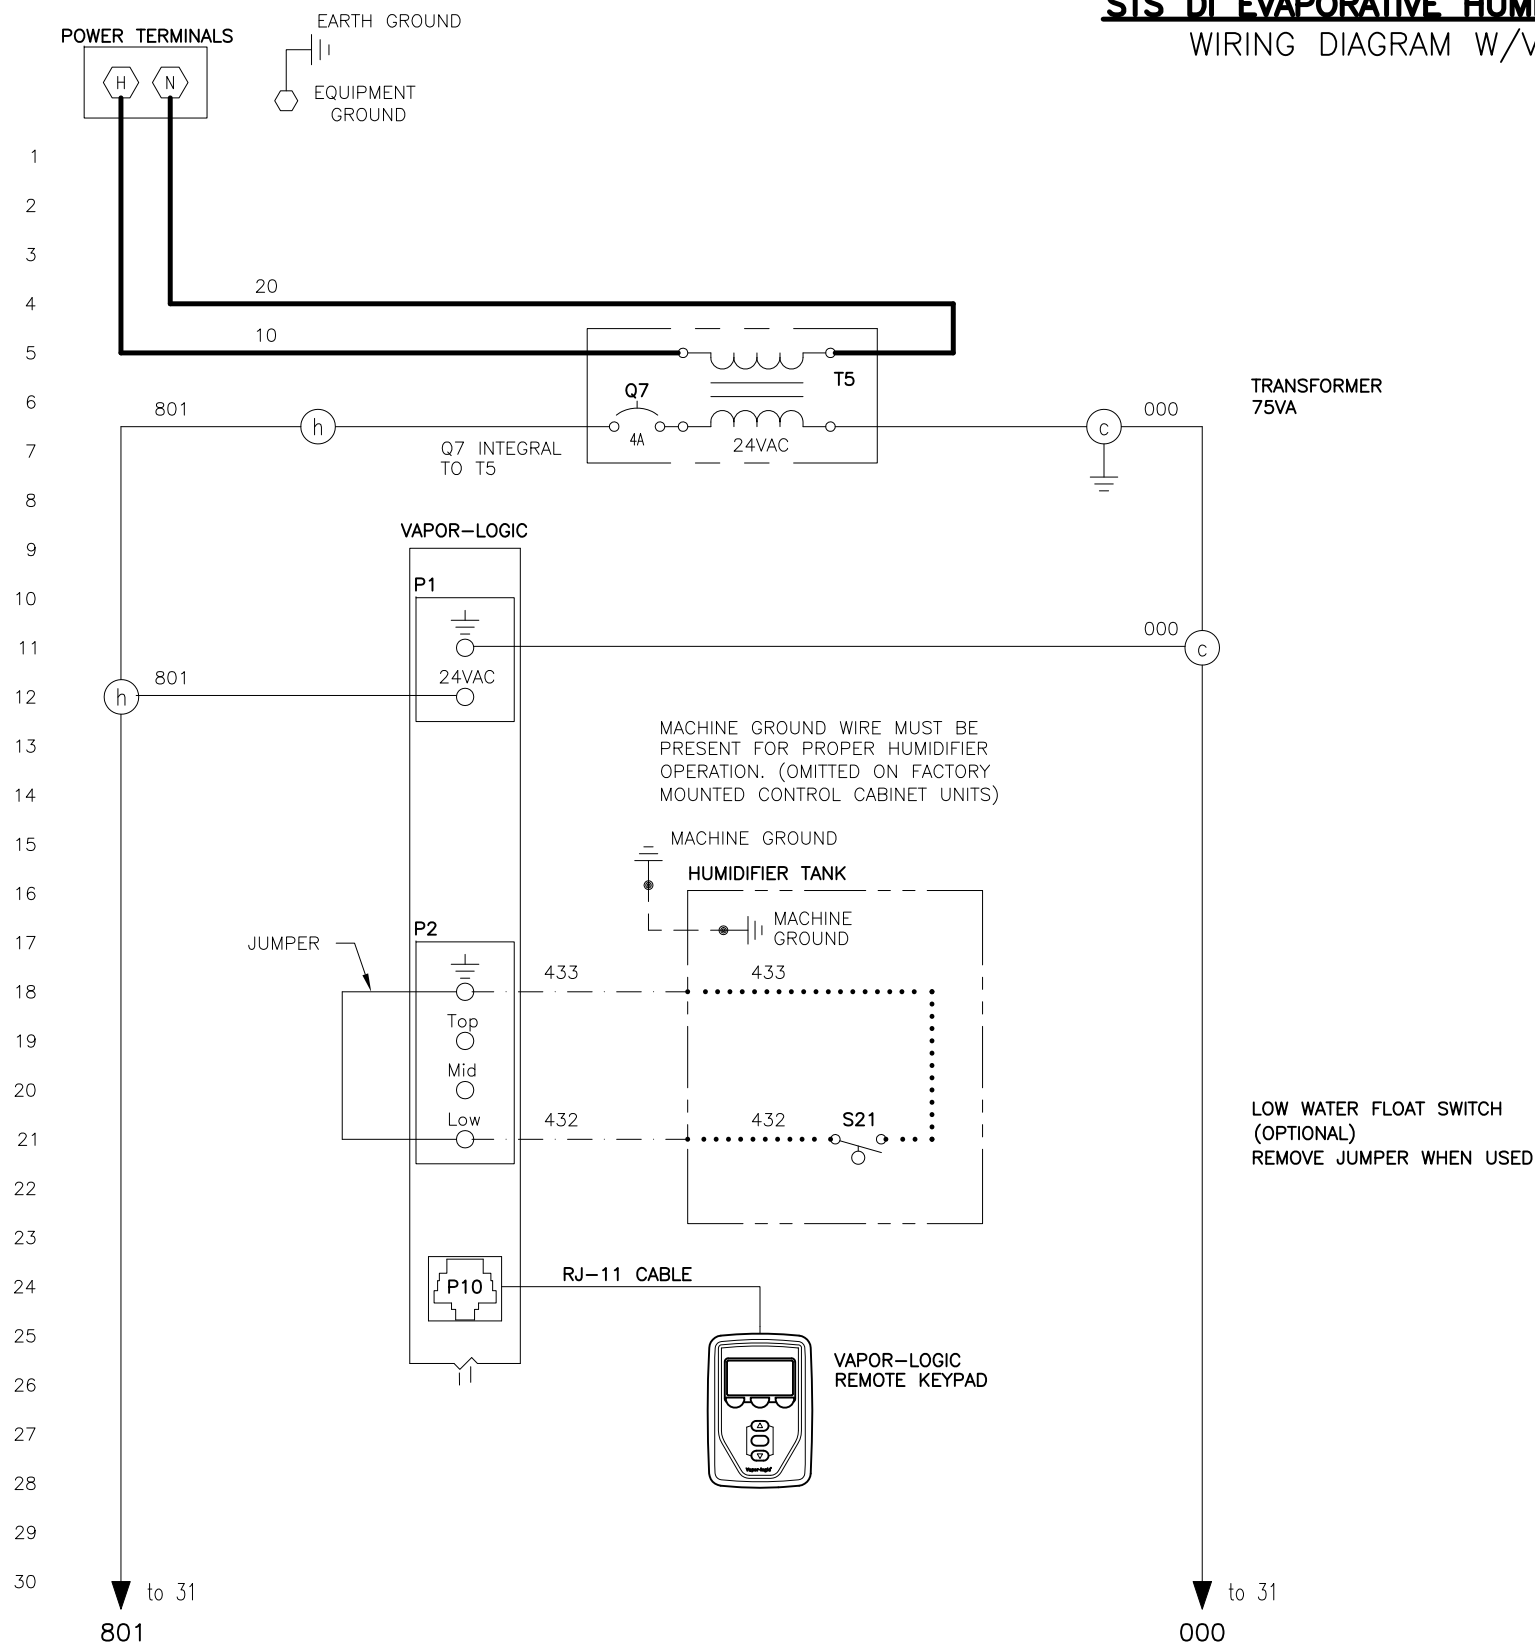 STS DI EVAPORATIVE
WIRING DIAGRAM
EARTH GROUND
POWER TERMINALS
H N
EQUIPMENT
GROUND
1
2
3
20
4
10
5
T5
Q7
TRANSFORMER
75VA
6
801
000
h
4A
24VAC
c
7
Q7 INTEGRAL
TO T5
8
VAPOR-LOGIC
9
P1
10
000
11
c
801
24VAC
12
h
MACHINE GROUND WIRE MUST BE
PRESENT FOR PROPER HUMIDIFIER
OPERATION. (OMITTED ON FACTORY
MOUNTED CONTROL CABINET UNITS)
13
14
15
MACHINE GROUND
HUMIDIFIER TANK
16
MACHINE
GROUND
P2
17
JUMPER
433
433
18
Top
19
Mid
20
Low
432
432
S21
21
LOW WATER FLOAT SWITCH
(OPTIONAL)
REMOVE JUMPER WHEN USED
22
23
RJ-11 CABLE
24
P10
25
VAPOR-LOGIC
REMOTE KEYPAD
26
27
Vapor-logic
28
29
30
to 31
to 31
801
000